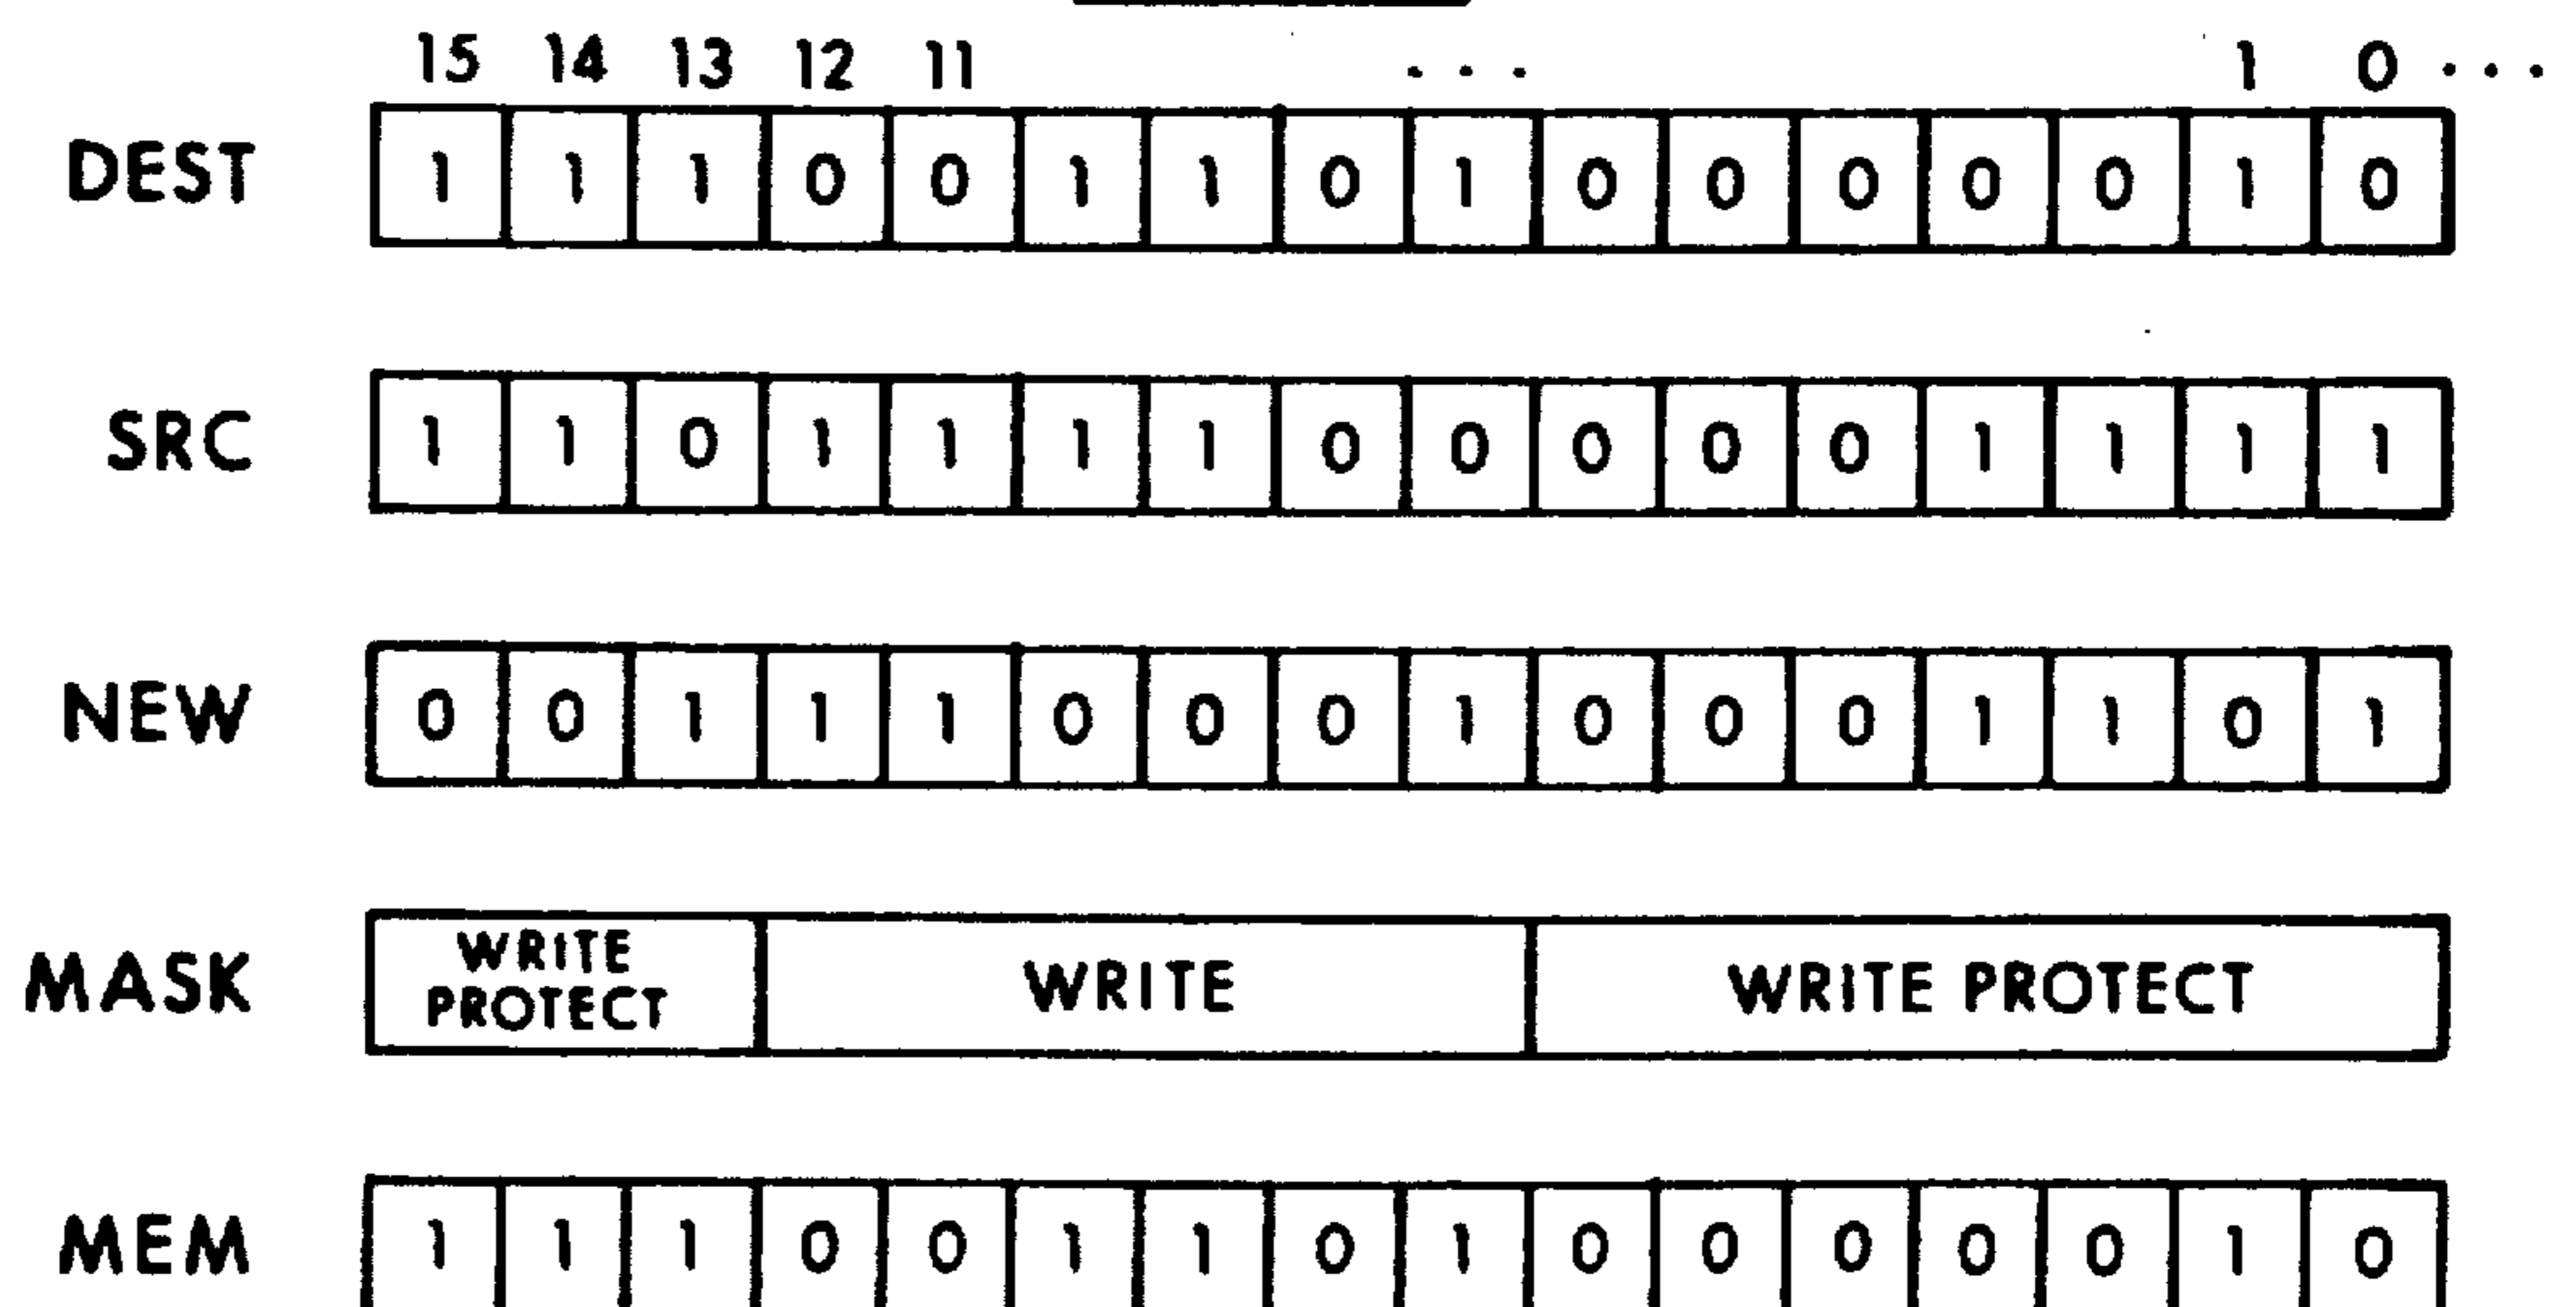 15 14 13 12 11 . . . 1 0 . . .
DEST 1 1 1 0 0 1 1 0 1 0 0 0 0 0 1 0
SRC 1 1 0 1 1 1 1 0 0 0 0 0 1 1 1 1
NEW 0 0 1 1 1 0 0 0 1 0 0 0 1 1 0 1
MASK WRITE PROTECT WRITE WRITE PROTECT
MEM 1 1 1 0 0 1 1 0 1 0 0 0 0 0 1 0